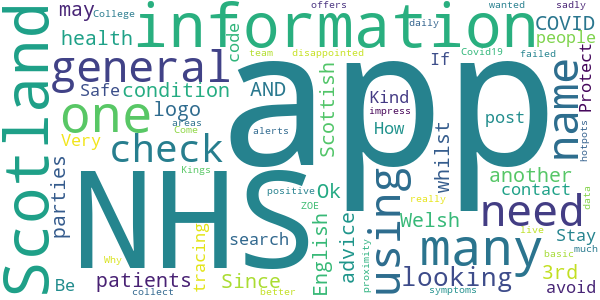 College offers daily wanted sadly
may information COVID
health code people
Scotland general team disappointed Covid19 failed
Safe condition AND app If name Protect
one logo areas alerts Scottish Kind impress post
Very check Come How whilst hotpots
Kings another
parties NHS positive Ok using contact data
ZOE really need
search English advice Welsh Stay
Why tracing live much
Since looking many basic
Be patients proximity 3rd
collect better symptoms avoid